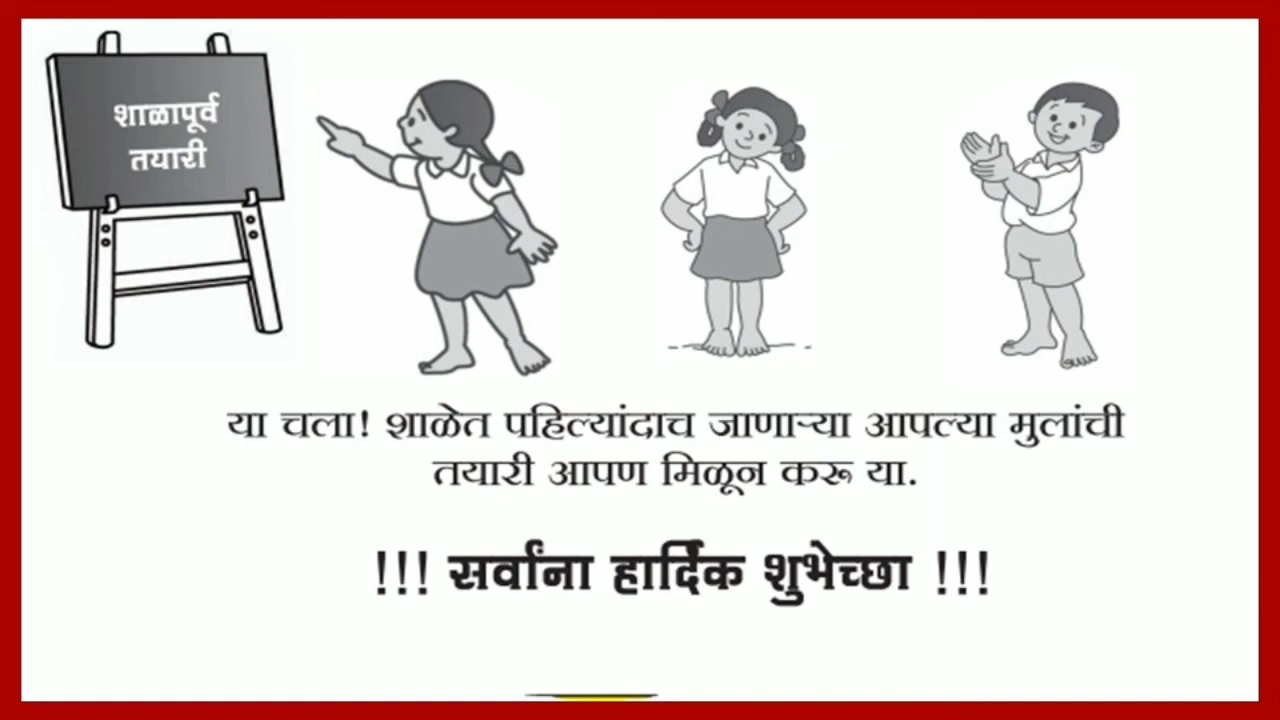 शाळापूर्व
तयारी
या चला! शाळेत पहिल्यांदाच जाणाऱ्या आपल्या मुलांची
तयारी आपण मिळून करू या.
!!! सर्वांना हार्दिक शुभेच्छा !!!